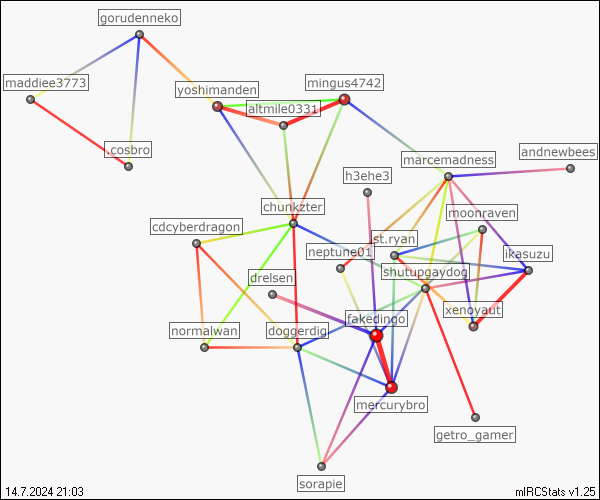 gorudenneko
maddiee3773
yoshimanden
mingus4742
altmile0331
.cosbro
marcemadness
andnewbees
h3ehe3
chunkzter
moonraven
cdcyberdragon
st.ryan
neptune01
ikasuzu
shutupgaydog
drelsen
xenoyaut
fakedingo
normalwan
doggerdig
mercurybro
getro_gamer
sorapie
14.7.2024 21:03
mIRCStats v1.25